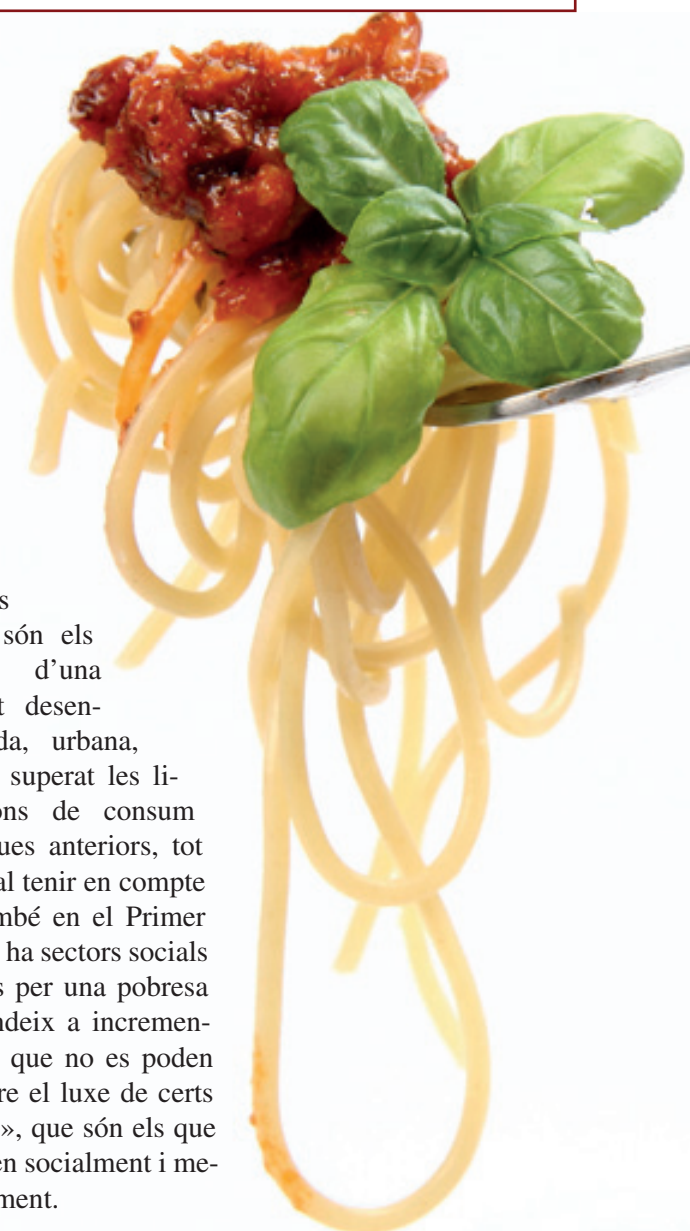 s
són els
d’una
t desen-
da, urbana,
superat les li-
ons de consum
ues anteriors, tot
al tenir en compte
mbé en el Primer
ha sectors socials
s per una pobresa
ndeix a incremen-
que no es poden
re el luxe de certs
», que són els que
en socialment i me-
ment.